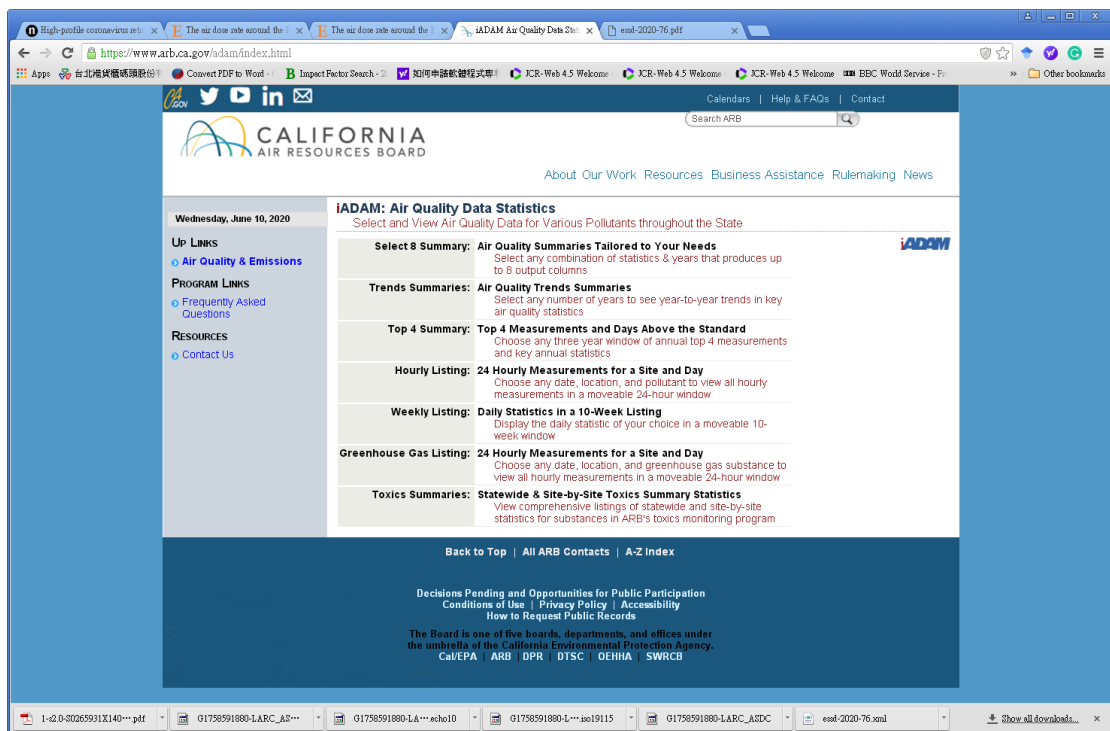 High-profile coronavirus retr
The air dose rate around the F
The air dose rate around the F
iADAM Air Quality Data Stati
essd-2020-76.pdf
https://www.arb.ca.gov/adam/index.html
Apps
Convert PDF to Word -
Impact Factor Search - 2
如何申請軟體程式專
JCR-Web 4.5 Welcome
JCR-Web 4.5 Welcome
JCR-Web 4.5 Welcome
BBC World Service - Fr
»
Other bookmarks
CA.GOV
Calendars | Help & FAQs | Contact
Search ARB
CALIFORNIA
AIR RESOURCES BOARD
About Our Work Resources Business Assistance Rulemaking News
Wednesday, June 10, 2020
UP LINKS
Air Quality & Emissions
PROGRAM LINKS
Frequently Asked
Questions
RESOURCES
Contact Us
iADAM: Air Quality Data Statistics
Select and View Air Quality Data for Various Pollutants throughout the State
iADAM
Select 8 Summary: Air Quality Summaries Tailored to Your Needs
Select any combination of statistics & years that produces up
to 8 output columns
Trends Summaries: Air Quality Trends Summaries
Select any number of years to see year-to-year trends in key
air quality statistics
Top 4 Summary: Top 4 Measurements and Days Above the Standard
Choose any three year window of annual top 4 measurements
and key annual statistics
Hourly Listing: 24 Hourly Measurements for a Site and Day
Choose any date, location, and pollutant to view all hourly
measurements in a moveable 24-hour window
Weekly Listing: Daily Statistics in a 10-Week Listing
Display the daily statistic of your choice in a moveable 10-
week window
Greenhouse Gas Listing: 24 Hourly Measurements for a Site and Day
Choose any date, location, and greenhouse gas substance to
view all hourly measurements in a moveable 24-hour window
Toxics Summaries: Statewide & Site-by-Site Toxics Summary Statistics
View comprehensive listings of statewide and site-by-site
statistics for substances in ARB's toxics monitoring program
Back to Top | All ARB Contacts | A-Z Index
Decisions Pending and Opportunities for Public Participation
Conditions of Use | Privacy Policy | Accessibility
How to Request Public Records
The Board is one of five boards, departments, and offices under
the umbrella of the California Environmental Protection Agency.
Cal/EPA | ARB | DPR | DTSC | OEHHA | SWRCB
1-s2.0-S0265931X140....pdf
G1758591880-LARC_AS...
G1758591880-LA....echo10
G1758591880-L....iso19115
G1758591880-LARC_ASDC
essd-2020-76.xml
Show all downloads...